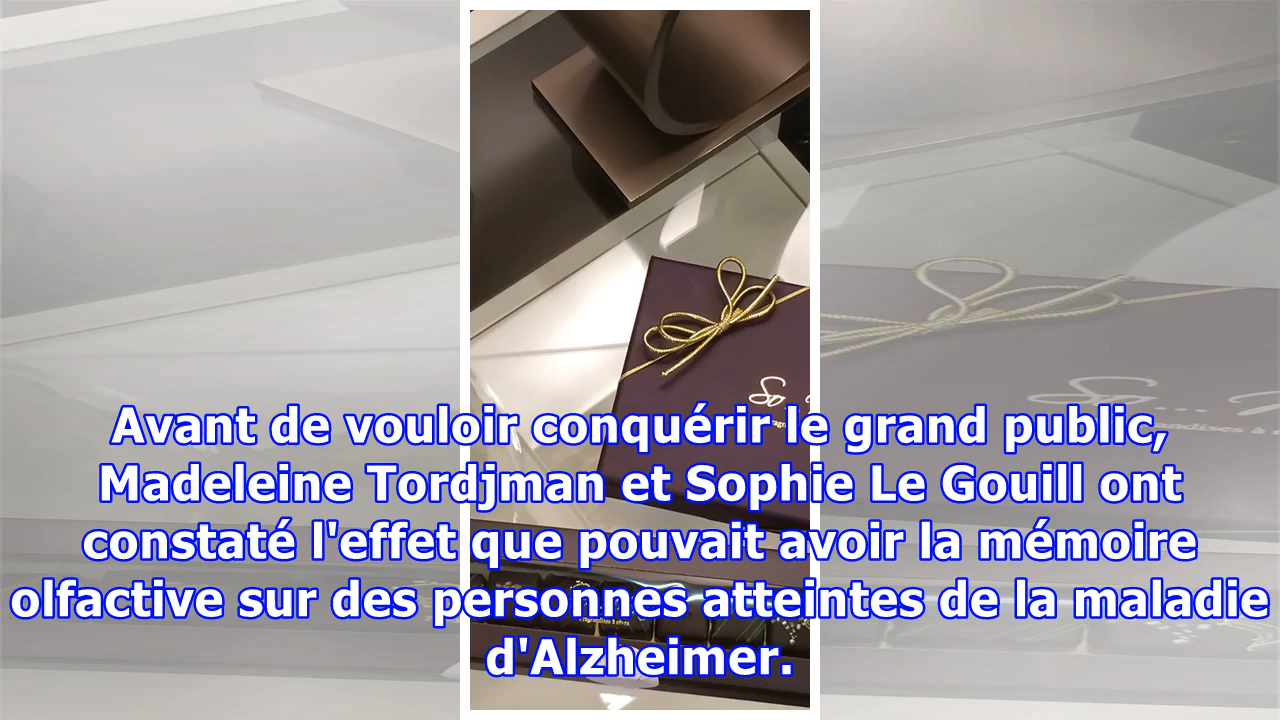 So
Avant de vouloir conquérir le grand public,
Madeleine Tordjman et Sophie Le Gouill ont
constaté l'effet que pouvait avoir la mémoire
olfactive sur des personnes atteintes de la maladie
d'Alzheimer.